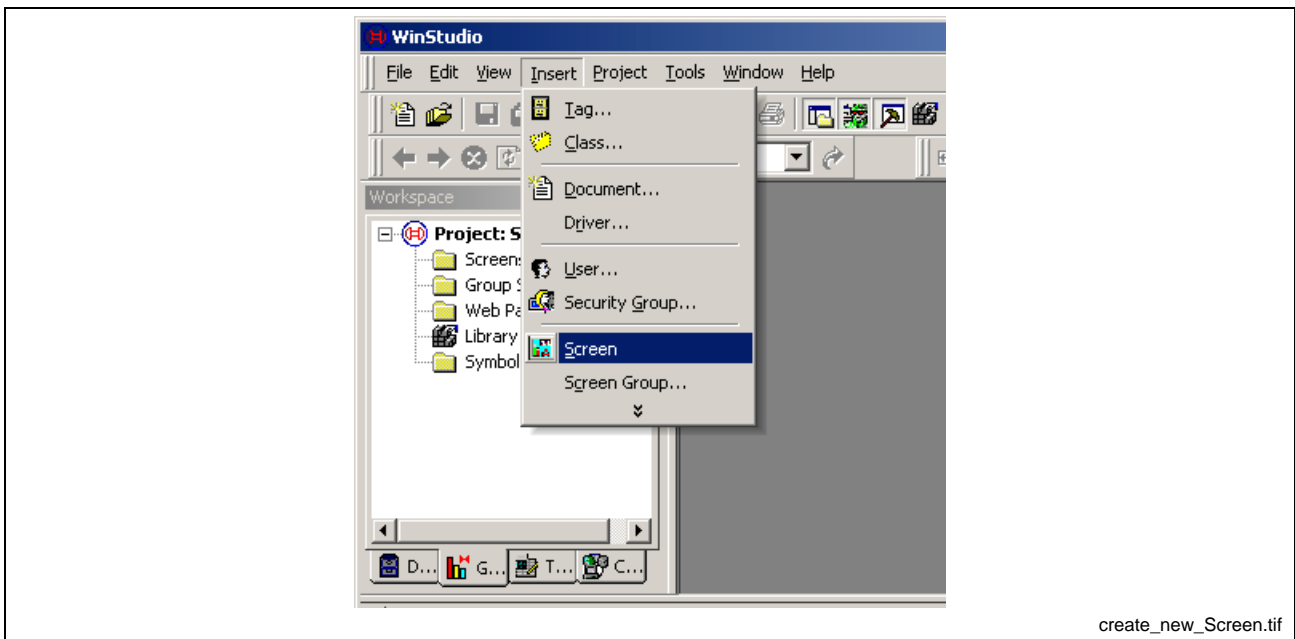 WinStudio
File Edit View Insert Project Tools Window Help
Tag...
Class...
Workspace
Document...
Driver...
Project: S
Screens
Group S
User...
Web Pa
Security Group...
Library
Screen
Symbol
Screen Group...
D... G... T... C...
create_new_Screen.tif